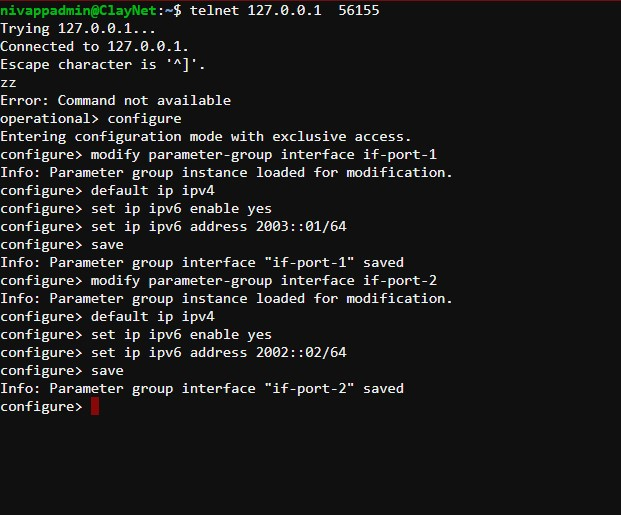 nivappadmin@ClayNet:~$ telnet 127.0.0.1  56155
Trying 127.0.0.1...
Connected to 127.0.0.1.
Escape character is '^]'.
zz
Error: Command not available
operational> configure
Entering configuration mode with exclusive access.
configure> modify parameter-group interface if-port-1
Info: Parameter group instance loaded for modification.
configure> default ip ipv4
configure> set ip ipv6 enable yes
configure> set ip ipv6 address 2003::01/64
configure> save
Info: Parameter group interface "if-port-1" saved
configure> modify parameter-group interface if-port-2
Info: Parameter group instance loaded for modification.
configure> default ip ipv4
configure> set ip ipv6 enable yes
configure> set ip ipv6 address 2002::02/64
configure> save
Info: Parameter group interface "if-port-2" saved
configure>